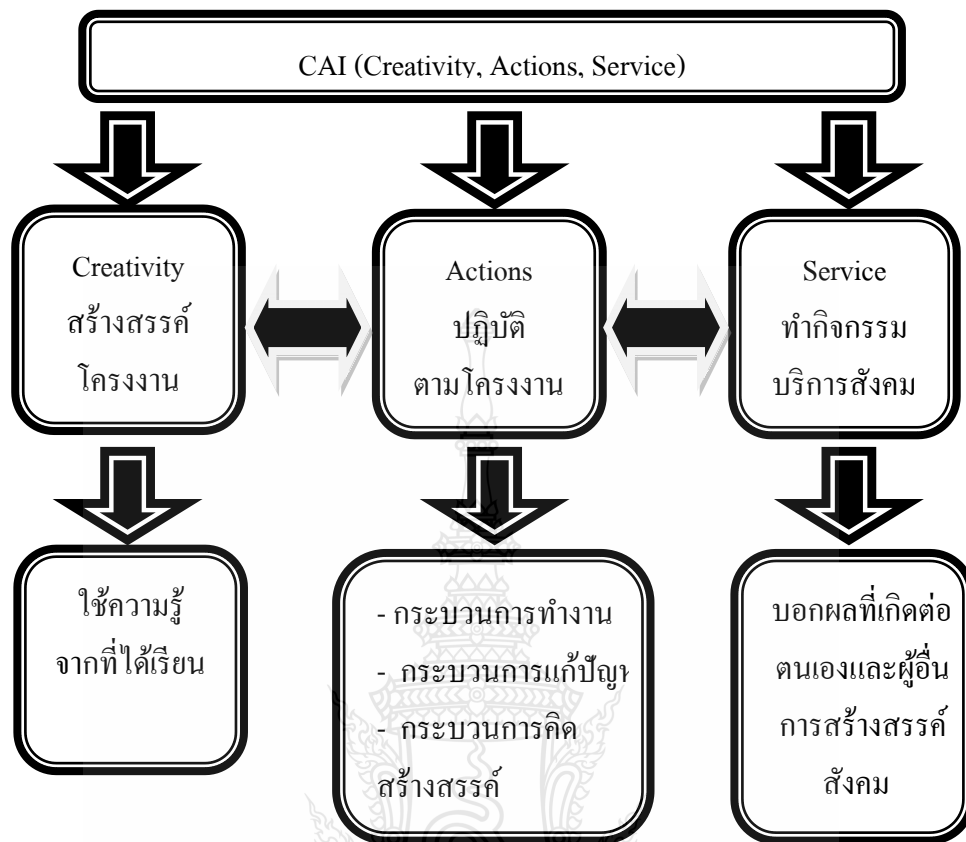 CAI (Creativity, Actions, Service)
Creativity
สร้างสรรค์
โครงงาน
Actions
ปฏิบัติ
ตามโครงงาน
Service
ทำกิจกรรม
บริการสังคม
ใช้ความรู้
จากที่ได้เรียน
- กระบวนการทำงาน
- กระบวนการแก้ปัญห
- กระบวนการคิด
สร้างสรรค์
บอกผลที่เกิดต่อ
ตนเองและผู้อื่น
การสร้างสรรค์
สังคม